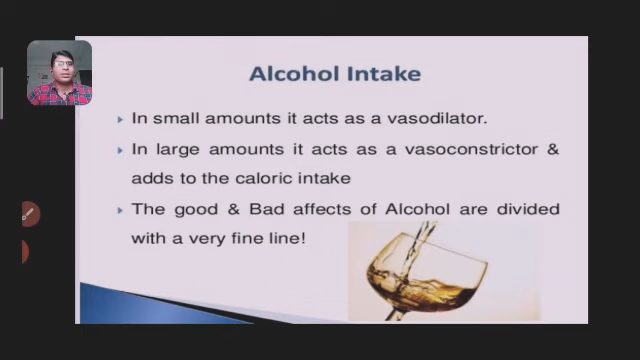 Alcohol Intake
In small amounts it acts as a vasodilator.
In large amounts it acts as a vasoconstrictor &
adds to the caloric intake
The good & Bad affects of Alcohol are divided
with a very fine line!